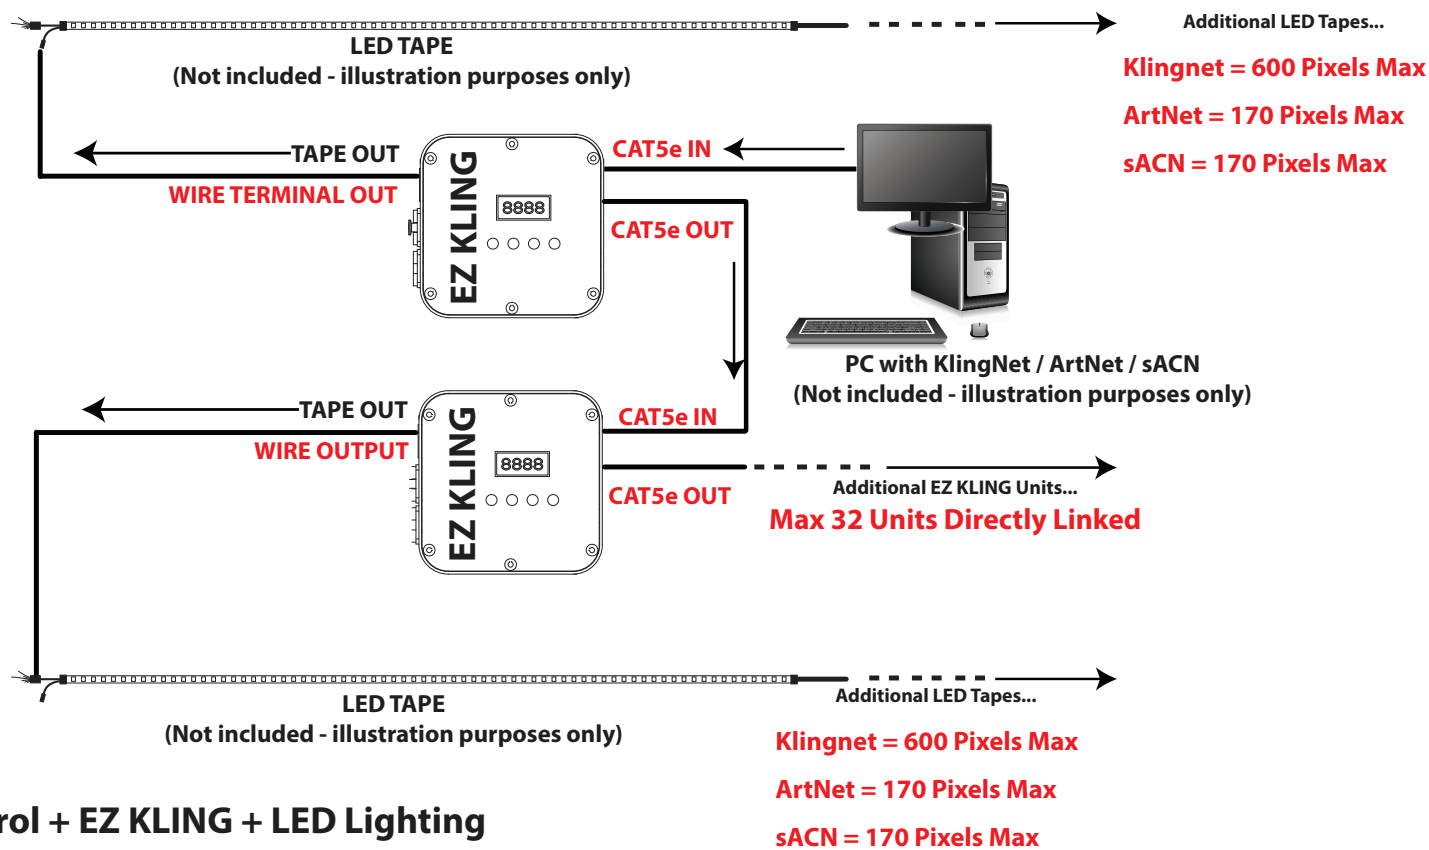 LED TAPE
(Not included - illustration purposes only)
Additional LED Tapes...
Klingnet = 600 Pixels Max
ArtNet = 170 Pixels Max
sACN = 170 Pixels Max
TAPE OUT
WIRE TERMINAL OUT
EZ KLING
8888
CAT5e IN
CAT5e OUT
PC with KlingNet / ArtNet / sACN
(Not included - illustration purposes only)
TAPE OUT
WIRE OUTPUT
EZ KLING
8888
CAT5e IN
CAT5e OUT
Additional EZ KLING Units...
Max 32 Units Directly Linked
LED TAPE
(Not included - illustration purposes only)
Additional LED Tapes...
Klingnet = 600 Pixels Max
ArtNet = 170 Pixels Max
sACN = 170 Pixels Max
rol + EZ KLING + LED Lighting